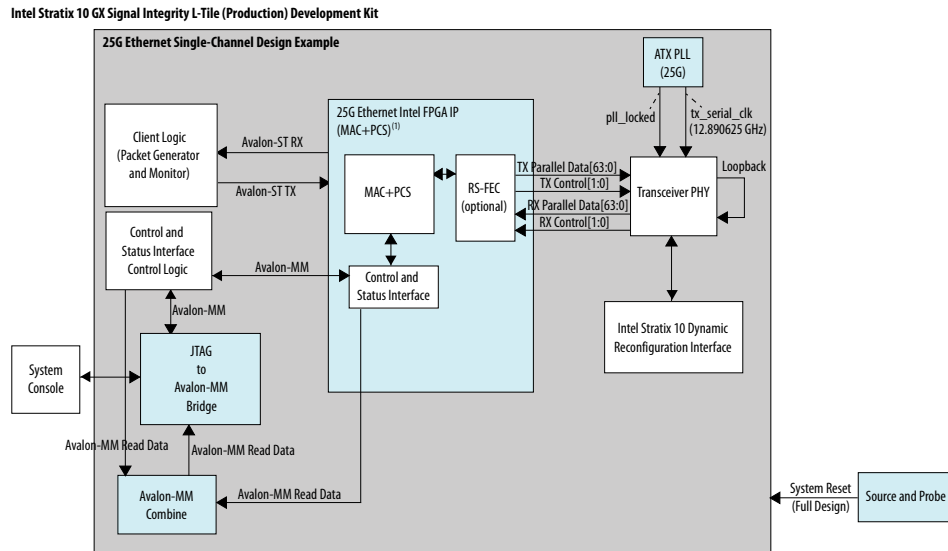 Intel Stratix 10 GX Signal Integrity L-Tile (Production) Development Kit
25G Ethernet Single-Channel Design Example
ATX PLL
(25G)
pll_locked
tx_serial_clk
(12.890625 GHz)
Client Logic
(Packet Generator
and Monitor)
Avalon-ST RX
Avalon-ST TX
25G Ethernet Intel FPGA IP
(MAC+PCS)(1)
MAC+PCS
RS-FEC
(optional)
TX Parallel Data[63:0]
TX Control[1:0]
RX Parallel Data[63:0]
RX Control[1:0]
Transceiver PHY
Loopback
Control and
Status Interface
Control Logic
Avalon-MM
Control and
Status Interface
Avalon-MM
Intel Stratix 10 Dynamic
Reconfiguration Interface
System
Console
JTAG
to
Avalon-MM
Bridge
Avalon-MM Read Data
Avalon-MM Read Data
Avalon-MM
Combine
Avalon-MM Read Data
System Reset
(Full Design)
Source and Probe